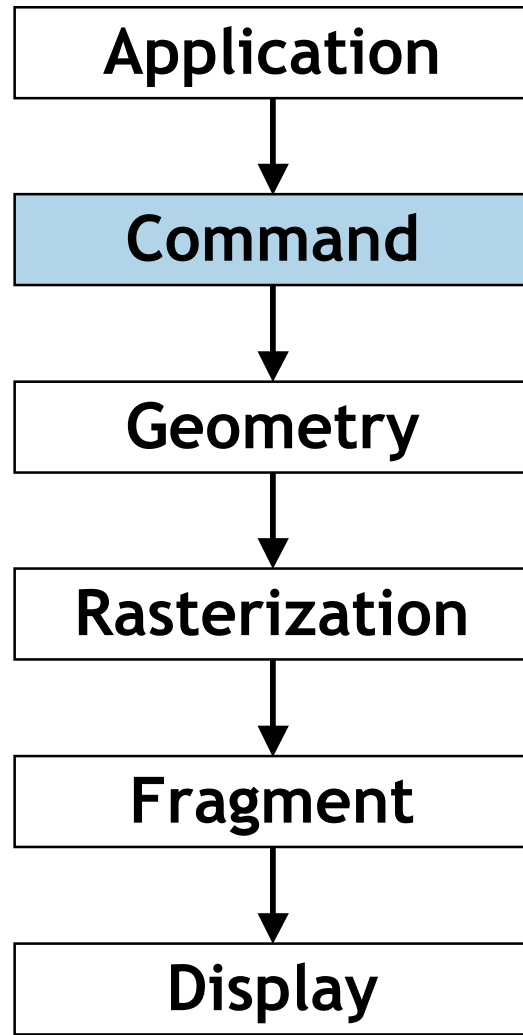 Application
Command
Geometry
Rasterization
Fragment
Display